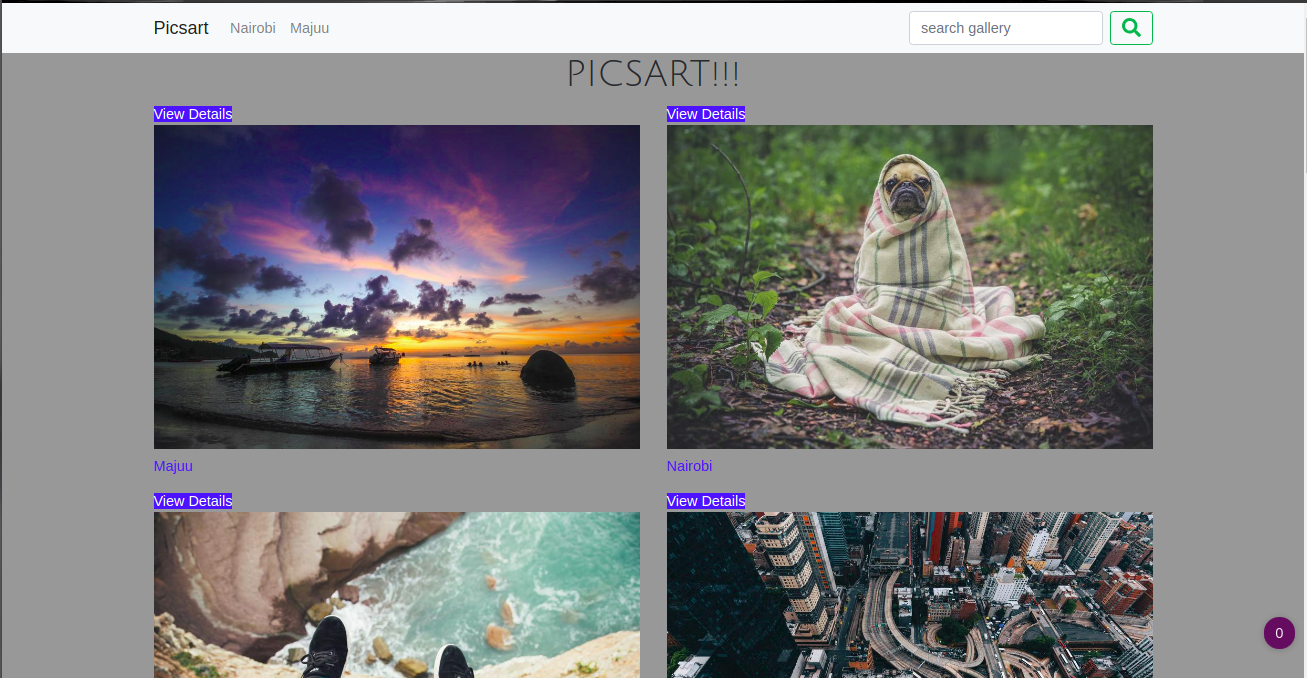 Picsart Nairobi Majuu search gallery
PICSART!!!
View Details View Details
Majuu Nairobi
View Details View Details
0